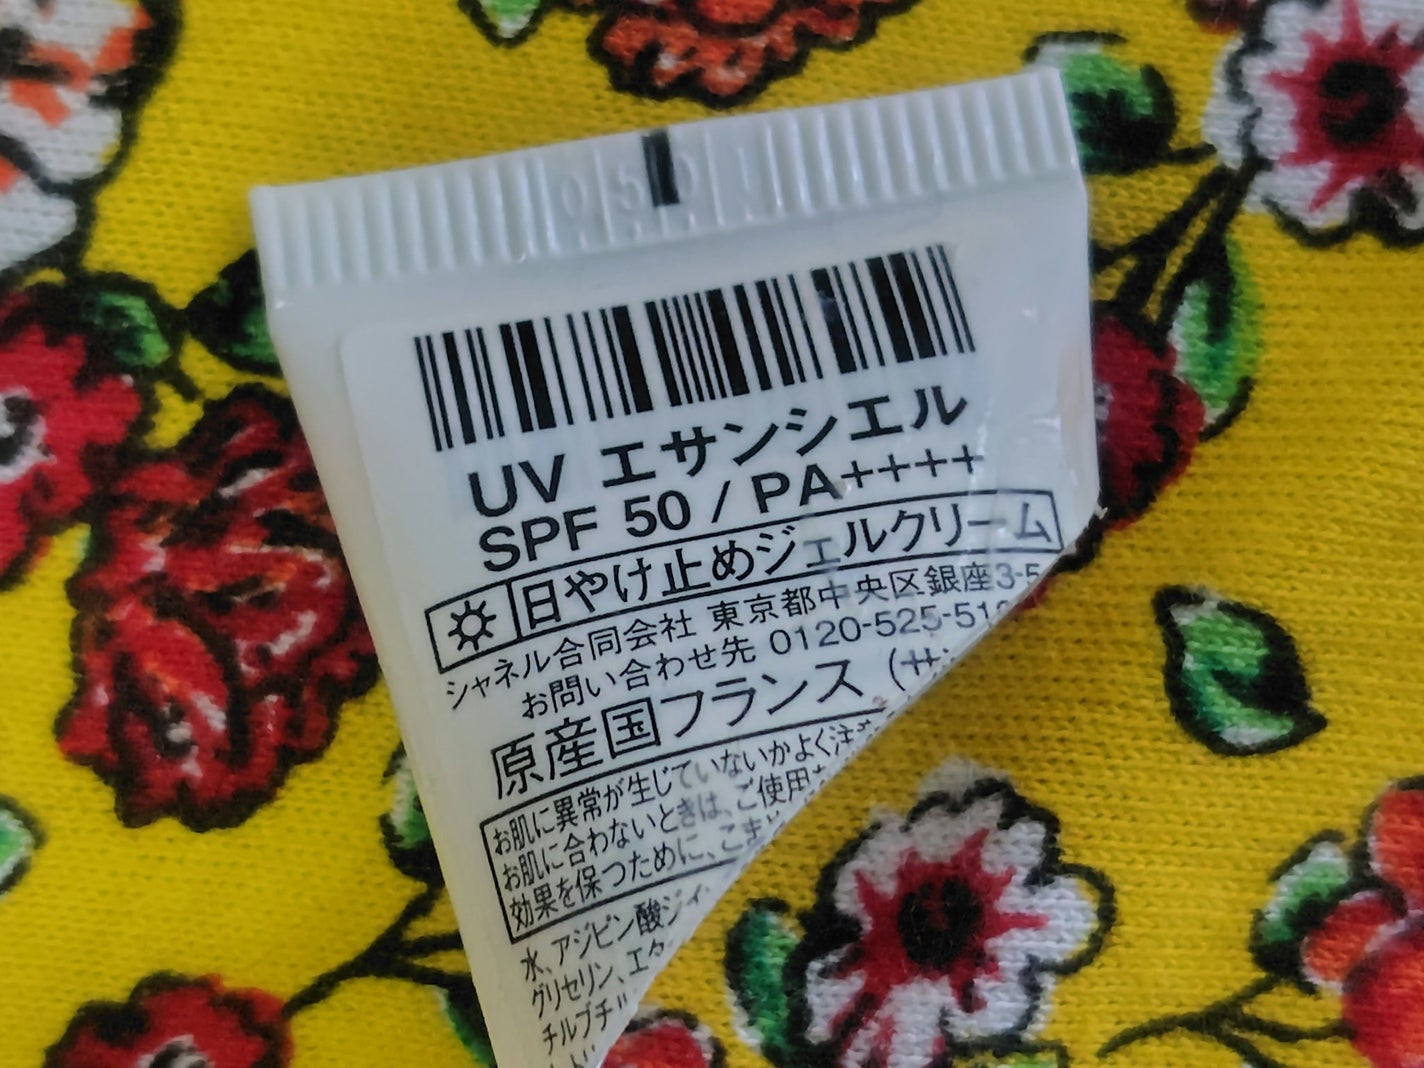 0501
UV エサンシエル
SPF 50 / PA++++
日やけ止めジェルクリーム
シャネル合同会社 東京都中央区銀座3-5
お問い合わせ先 0120-525-51
原産国フランス (サ
お肌に異常が生じていないかよく注
お肌に合わないときは、ご使用
効果を保つために、こま
水、アジピン酸ジイ
グリセリン、エタ
チルブチ